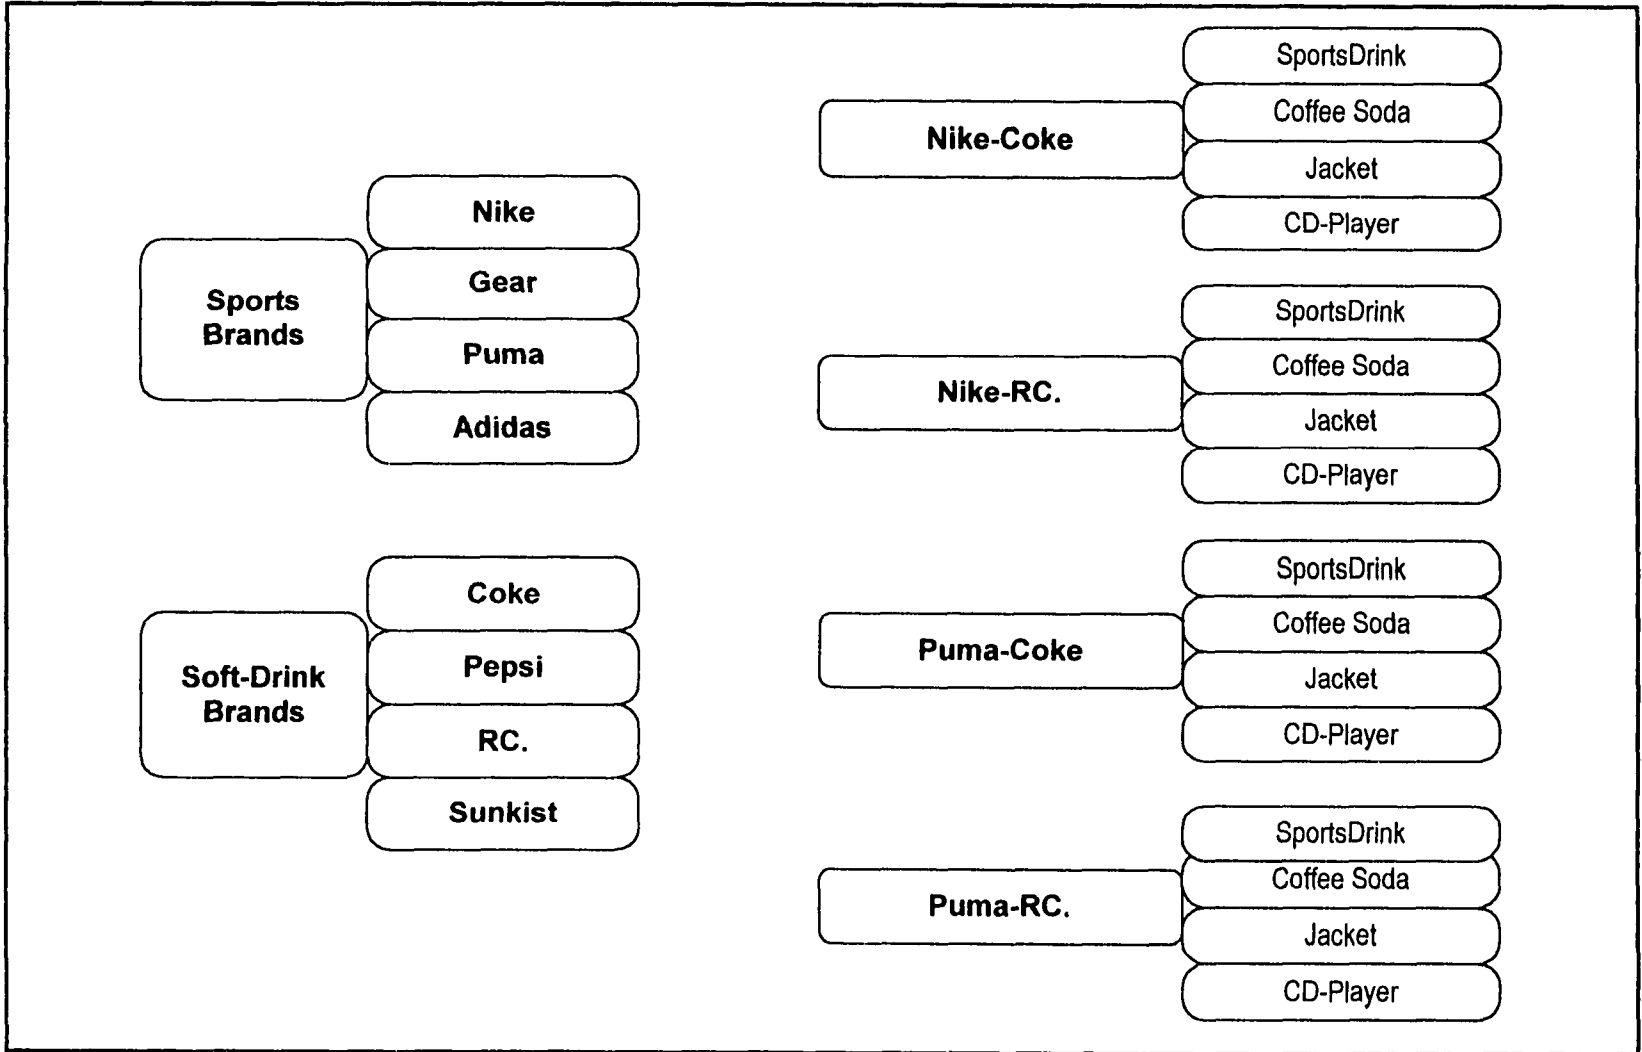 Sports
Brands
Nike
Gear
Puma
Adidas
Soft-Drink
Brands
Coke
Pepsi
RC.
Sunkist
Nike-Coke
SportsDrink
Coffee Soda
Jacket
CD-Player
Nike-RC.
SportsDrink
Coffee Soda
Jacket
CD-Player
Puma-Coke
SportsDrink
Coffee Soda
Jacket
CD-Player
Puma-RC.
SportsDrink
Coffee Soda
Jacket
CD-Player